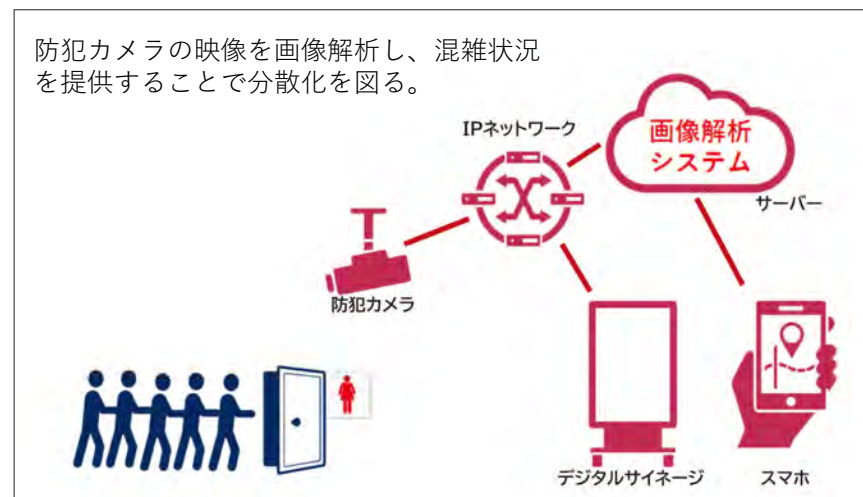 防犯カメラの映像を画像解析し、混雑状況
を提供することで分散化を図る。
IPネットワーク
画像解析
システム
サーバー
防犯カメラ
デジタルサイネージ
スマホ